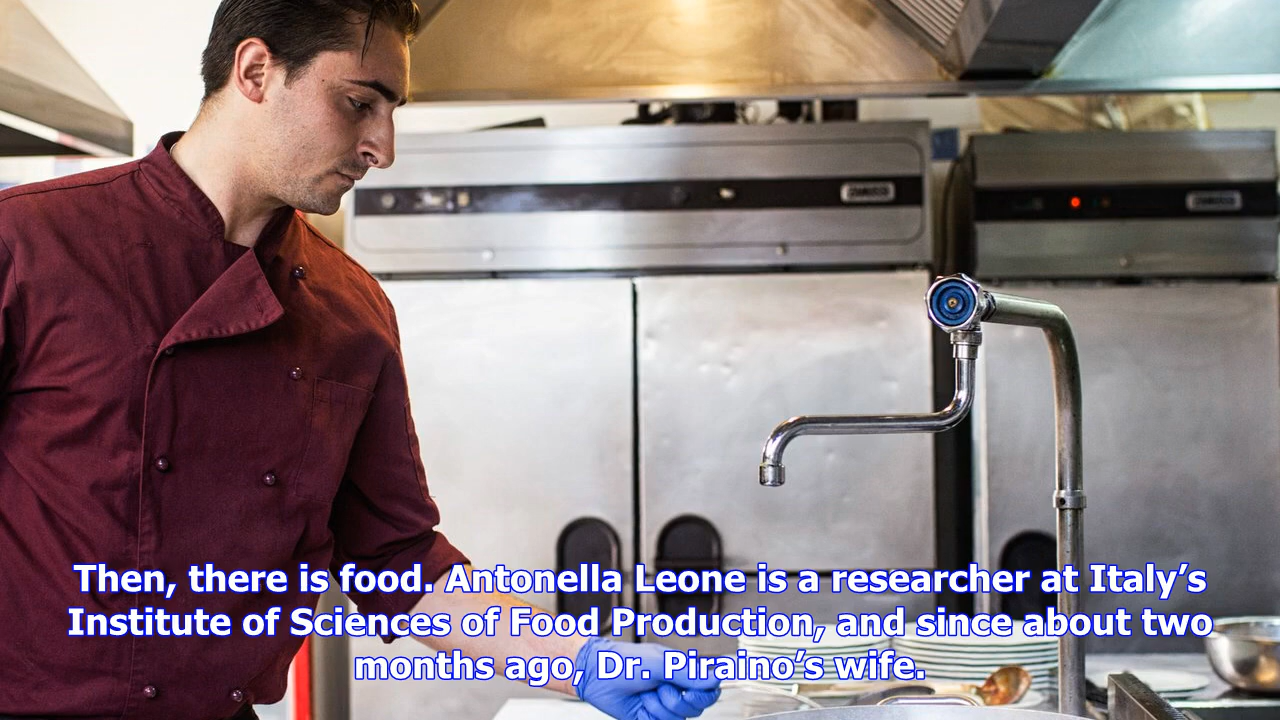 Then, there is food. Antonella Leone is a researcher at Italy’s
Institute of Sciences of Food Production, and since about two
months ago, Dr. Piraino’s wife.